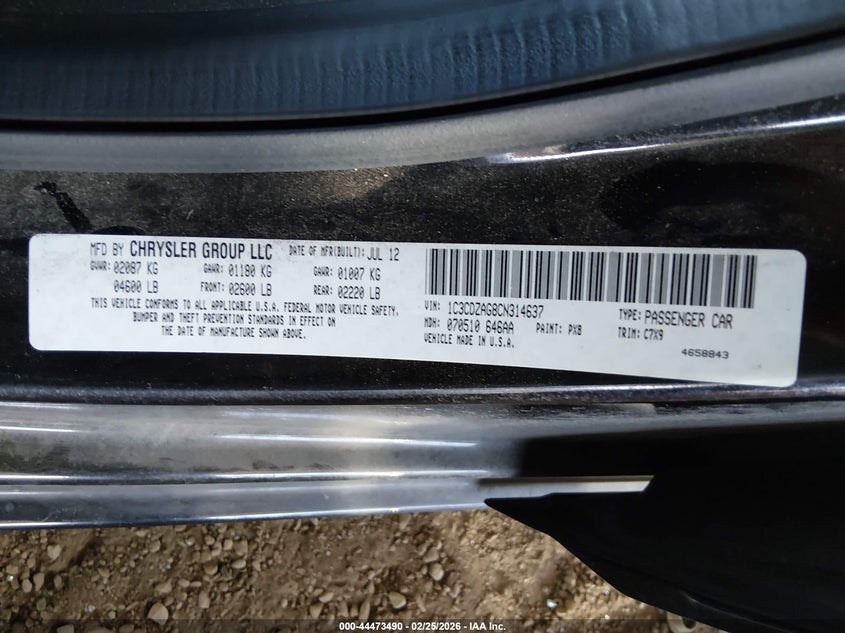 MFD BY CHRYSLER GROUP LLC DATE OF MFR(BUILT): JUL 12
GVWR: 02087 KG GAWR: 01180 KG GAWR: 01007 KG
04600 LB FRONT: 02600 LB REAR: 02220 LB
THIS VEHICLE CONFORMS TO ALL APPLICABLE U.S.A. FEDERAL MOTOR VEHICLE SAFETY,
BUMPER AND THEFT PREVENTION STANDARDS IN EFFECT ON
THE DATE OF MANUFACTURE SHOWN ABOVE.
VIN: 1C3CDZAG8CN314637 TYPE: PASSENGER CAR
MDH: 070510 646AA PAINT: PX8 TRIM: C7X9
VEHICLE MADE IN U.S.A.
4658843
000-44473490 - 02/25/2026 - IAA Inc.